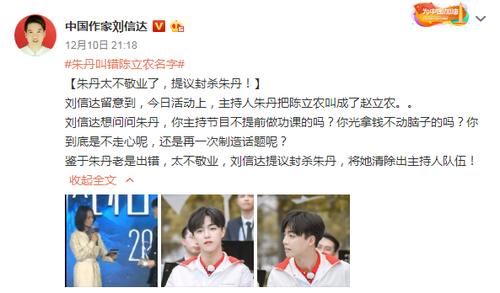 中国作家刘信达
为中国加油
12月10日 21:18
#朱丹叫错陈立农名字#
【朱丹太不敬业了，提议封杀朱丹！】
刘信达留意到，今日活动上，主持人朱丹把陈立农叫成了赵立农。。
刘信达想问问朱丹，你主持节目不提前做功课的吗？你光拿钱不动脑子的吗？你
到底是不走心呢，还是再一次制造话题呢？
鉴于朱丹老是出错，太不敬业，刘信达提议封杀朱丹，将她清除出主持人队伍！
收起全文